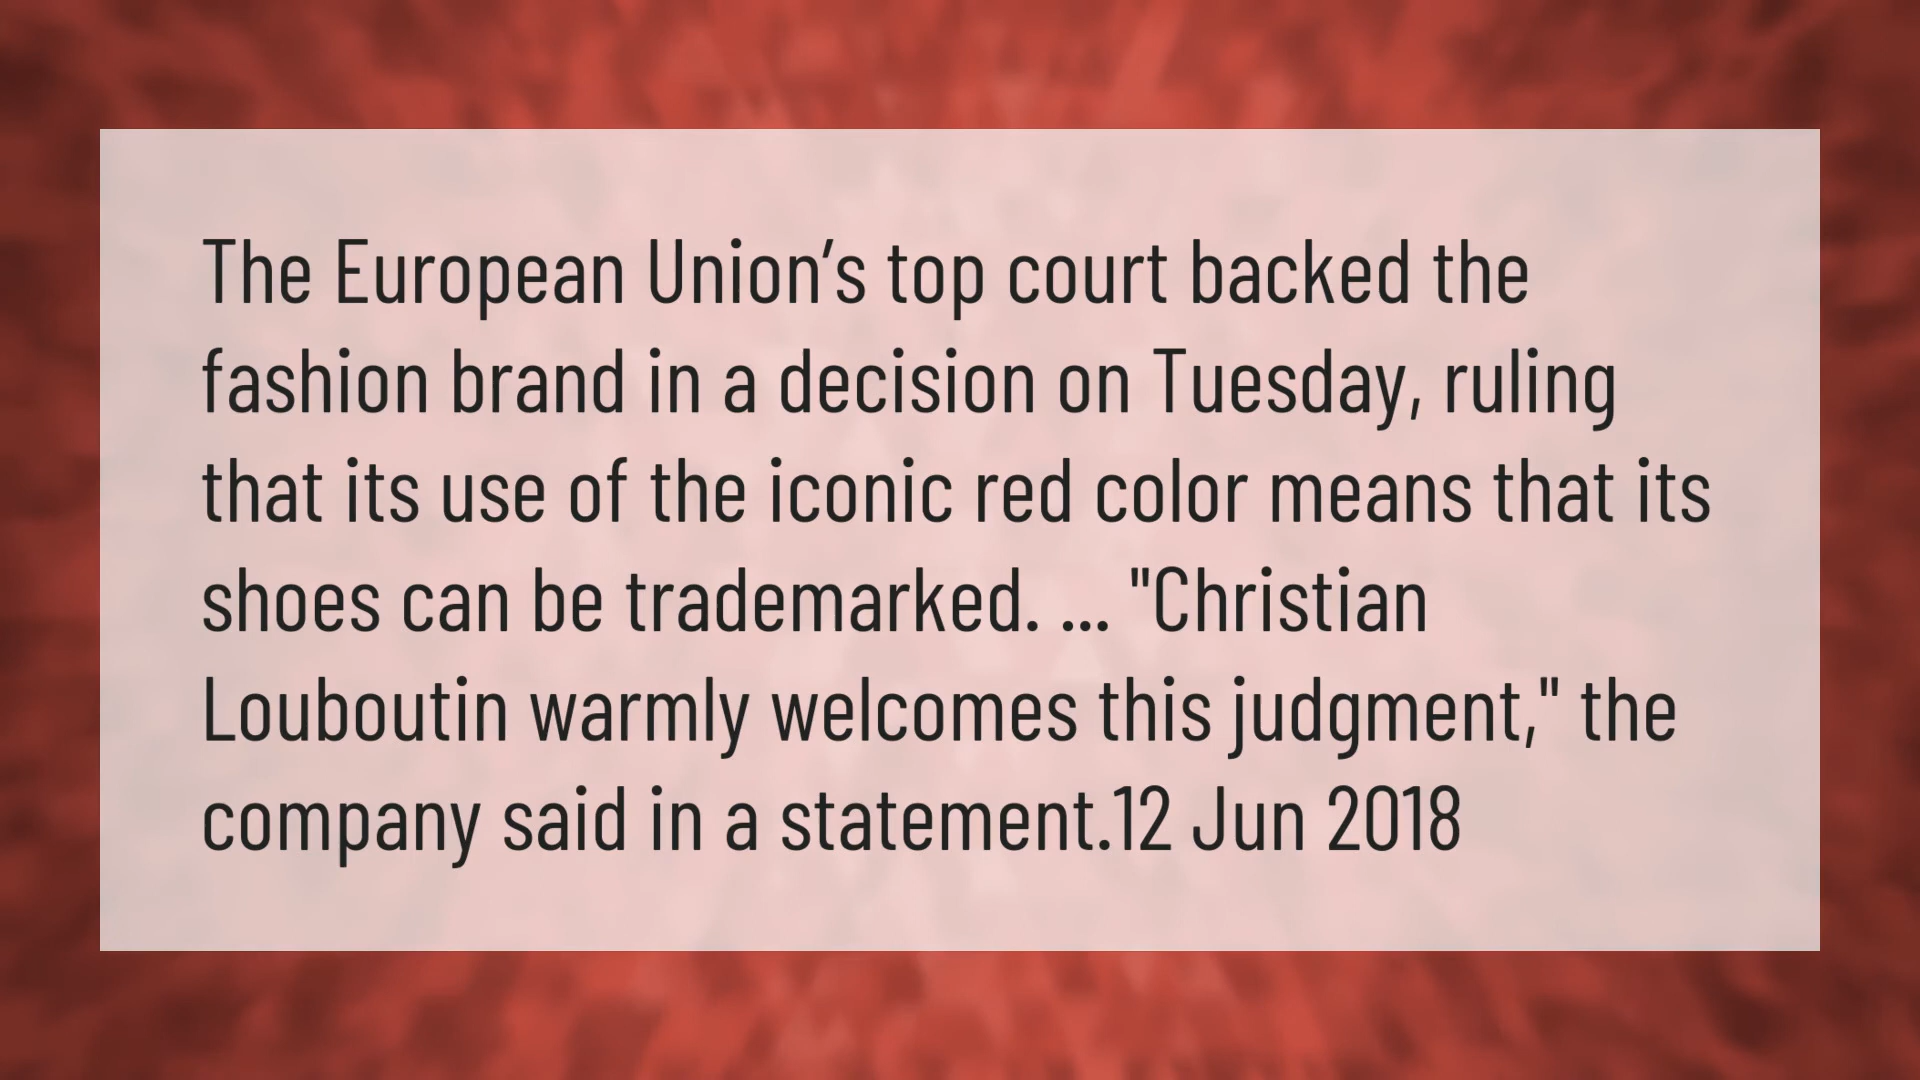 The European Union’s top court backed the
fashion brand in a decision on Tuesday, ruling
that its use of the iconic red color means that its
shoes can be trademarked. ... "Christian
Louboutin warmly welcomes this judgment," the
company said in a statement.12 Jun 2018